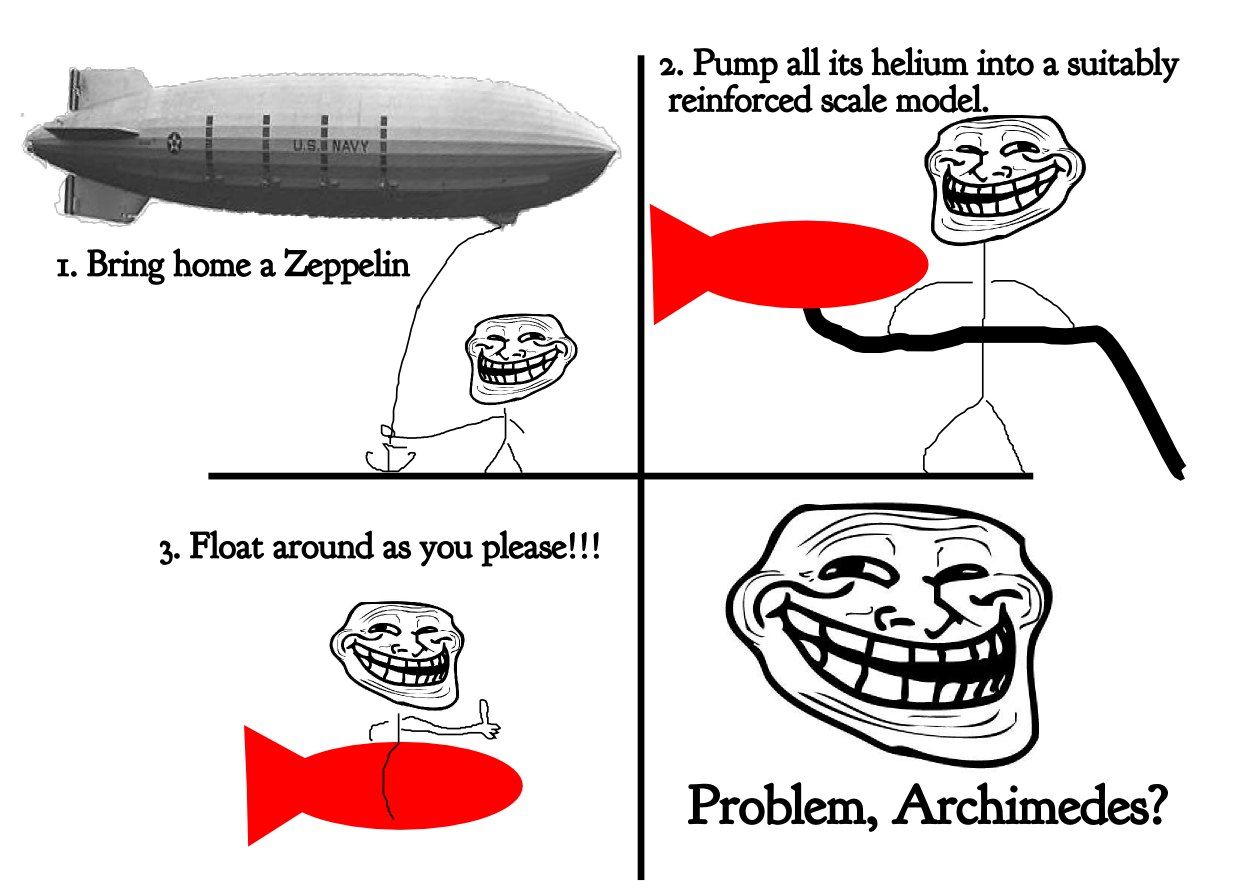 U.S. NAVY
1. Bring home a Zeppelin
2. Pump all its helium into a suitably
reinforced scale model.
3. Float around as you please!!!
Problem, Archimedes?